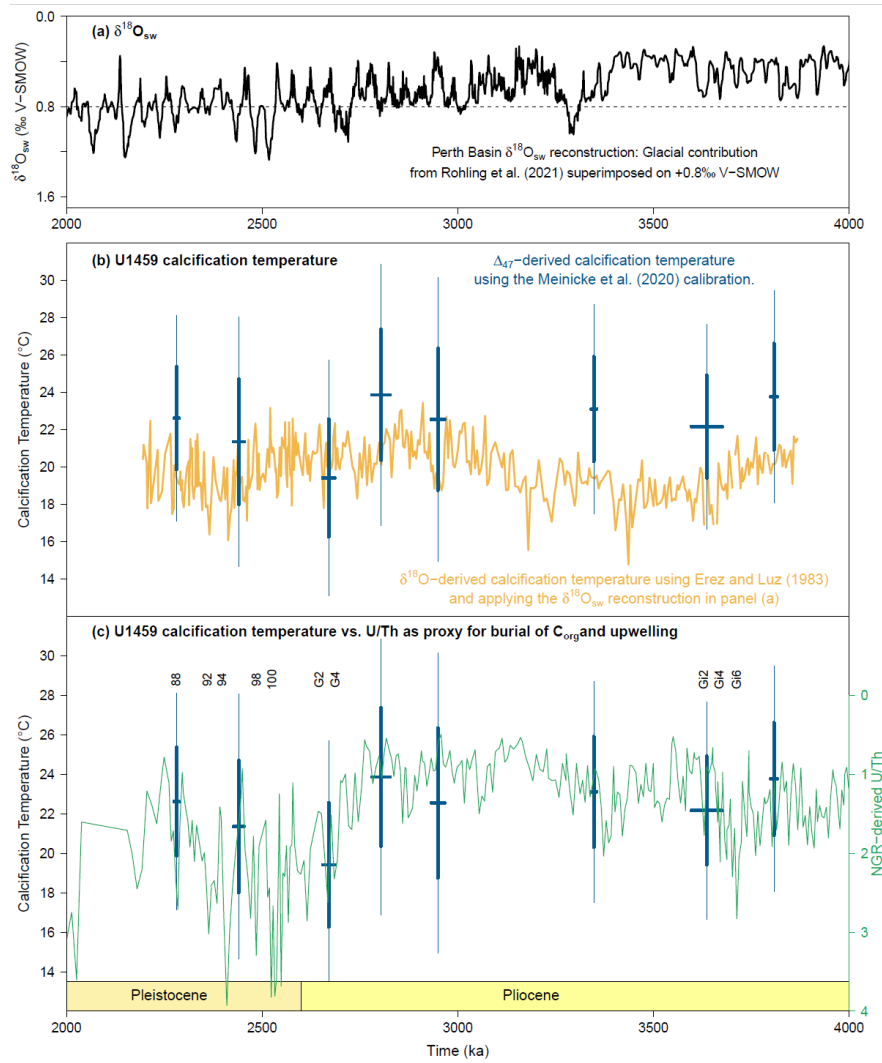 (a) δ¹⁸Osw
0.0
0.8
1.6
δ¹⁸Osw (‰ V−SMOW)
Perth Basin δ¹⁸Osw reconstruction: Glacial contribution
from Rohling et al. (2021) superimposed on +0.8‰ V−SMOW
2000 2500 3000 3500 4000
(b) U1459 calcification temperature
Δ47−derived calcification temperature
using the Meinicke et al. (2020) calibration.
30
28
26
24
22
20
18
16
14
Calcification Temperature (°C)
δ¹⁸O−derived calcification temperature using Erez and Luz (1983)
and applying the δ¹⁸Osw reconstruction in panel (a)
(c) U1459 calcification temperature vs. U/Th as proxy for burial of Corg and upwelling
88 92 94 98 100 G2 G4 Gi2 Gi4 Gi6
30
28
26
24
22
20
18
16
14
Calcification Temperature (°C)
0
1
2
3
4
NGR−derived U/Th
Pleistocene Pliocene
2000 2500 3000 3500 4000
Time (ka)